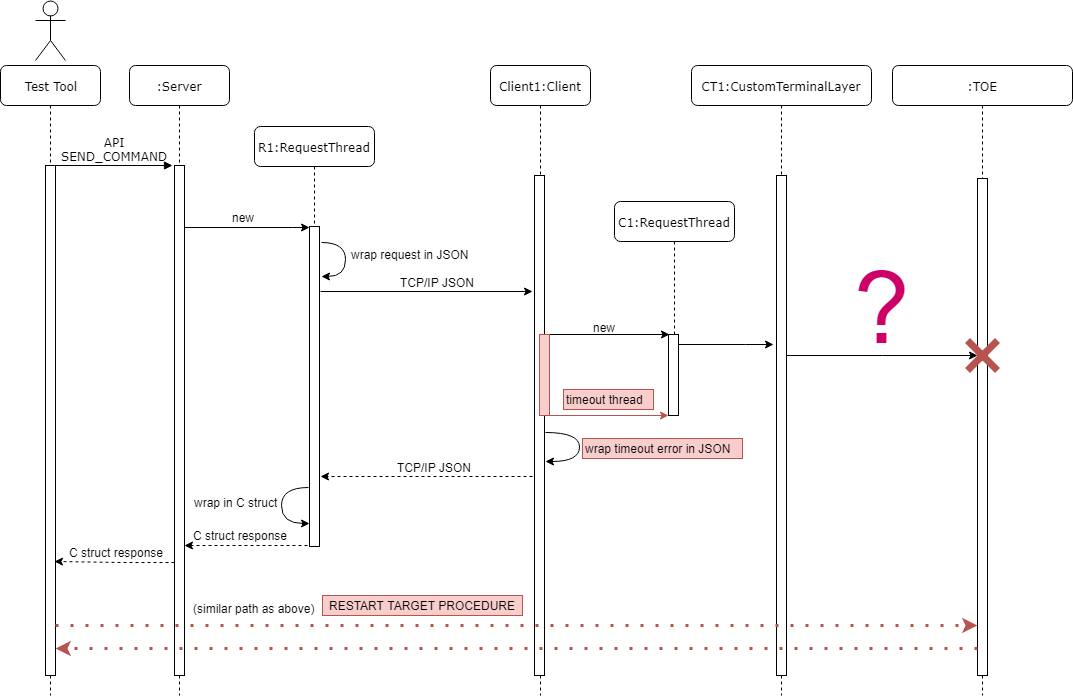 Test Tool
:Server
Client1:Client
CT1:CustomTerminalLayer
:TOE
API
SEND_COMMAND
R1:RequestThread
new
wrap request in JSON
TCP/IP JSON
C1:RequestThread
?
new
timeout thread
wrap timeout error in JSON
TCP/IP JSON
wrap in C struct
C struct response
C struct response
(similar path as above)
RESTART TARGET PROCEDURE